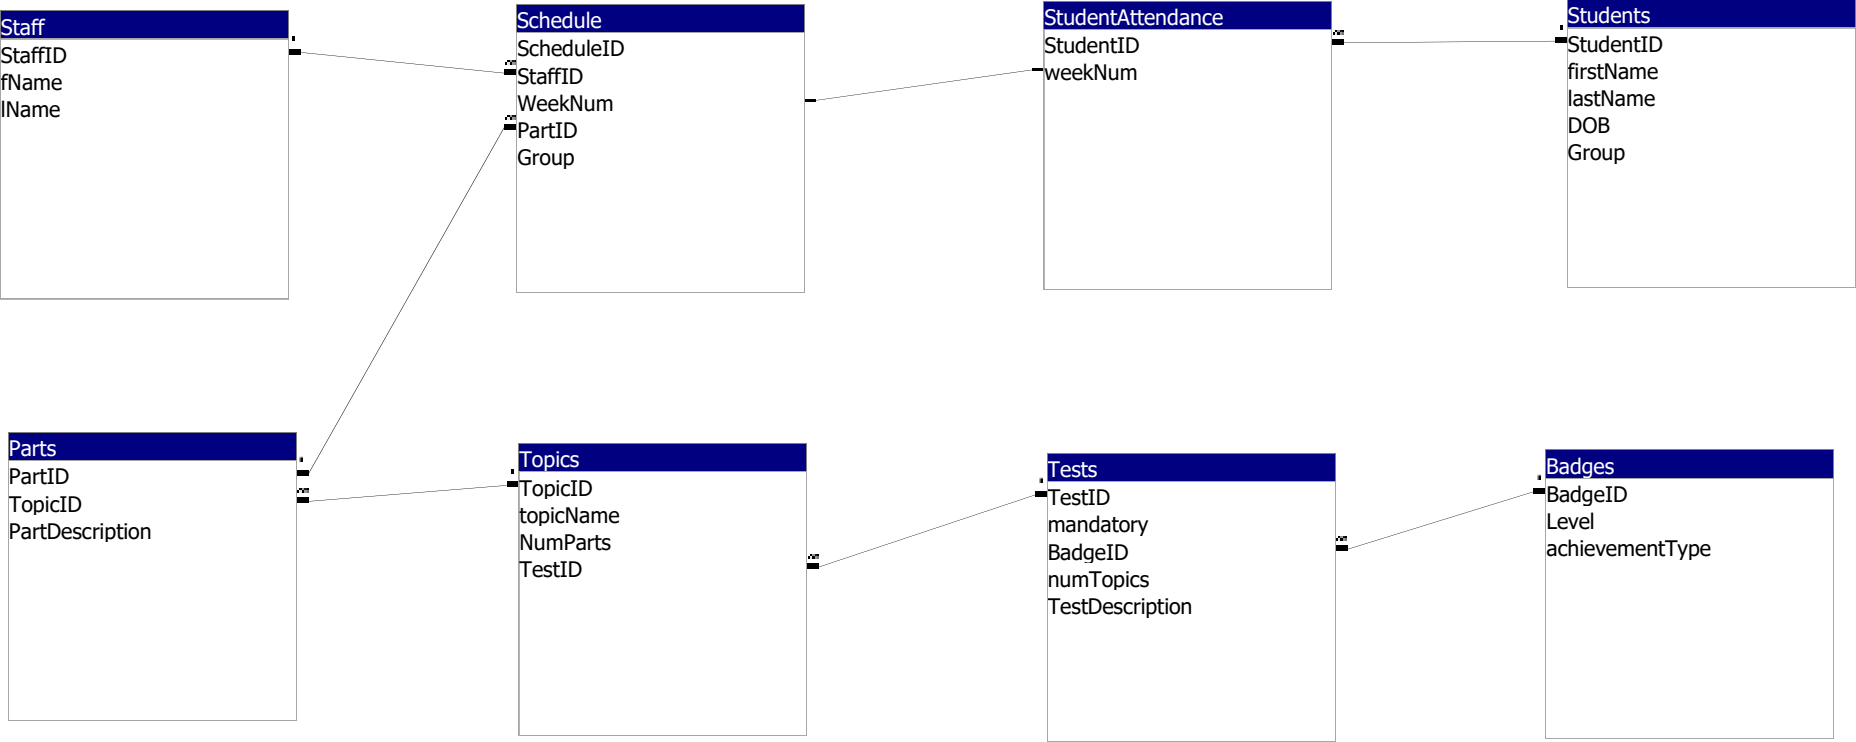 Staff
StaffID
fName
lName
Schedule
ScheduleID
StaffID
WeekNum
PartID
Group
StudentAttendance
StudentID
weekNum
Students
StudentID
firstName
lastName
DOB
Group
Parts
PartID
TopicID
PartDescription
Topics
TopicID
topicName
NumParts
TestID
Tests
TestID
mandatory
BadgeID
numTopics
TestDescription
Badges
BadgeID
Level
achievementType